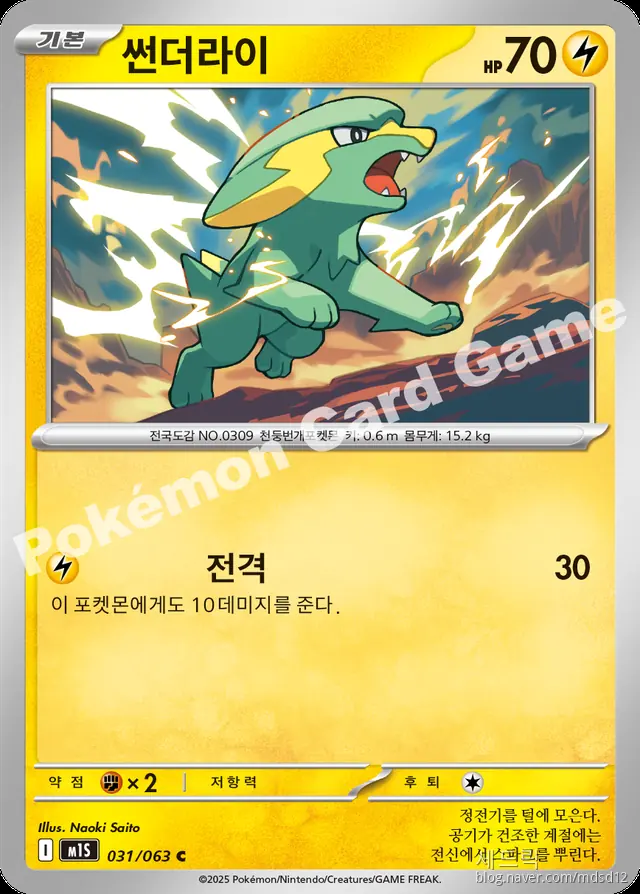 기본
썬더라이
HP 70
전국도감 NO.0309 천둥번개포켓몬 키: 0.6 m 몸무게: 15.2 kg
Pokémon Card Game
전격 30
이 포켓몬에게도 10데미지를 준다.
약점 ×2 저항력 후퇴
Illus. Naoki Saito
정전기를 털에 모은다.
공기가 건조한 계절에는
전신에서 스파크를 뿌린다.
I m1S 031/063 C
©2025 Pokémon/Nintendo/Creatures/GAME FREAK.
blog.naver.com/mdsd12